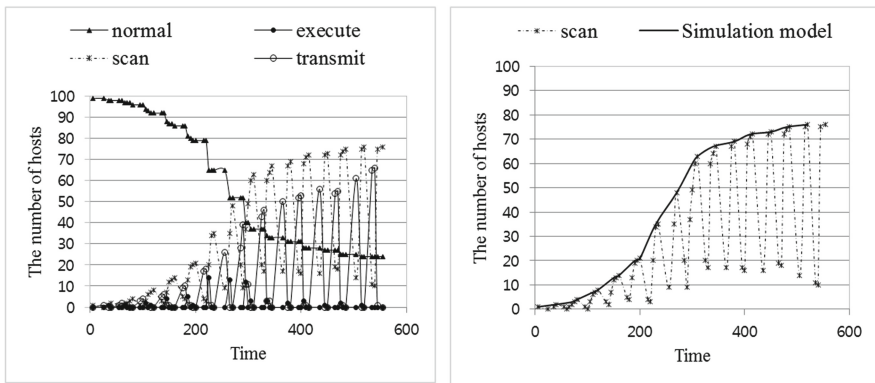 normal execute
scan transmit
100
90
80
70
60
50
40
30
20
10
0
The number of hosts
0 200 400 600
Time
scan Simulation model
100
90
80
70
60
50
40
30
20
10
0
The number of hosts
0 200 400 600
Time